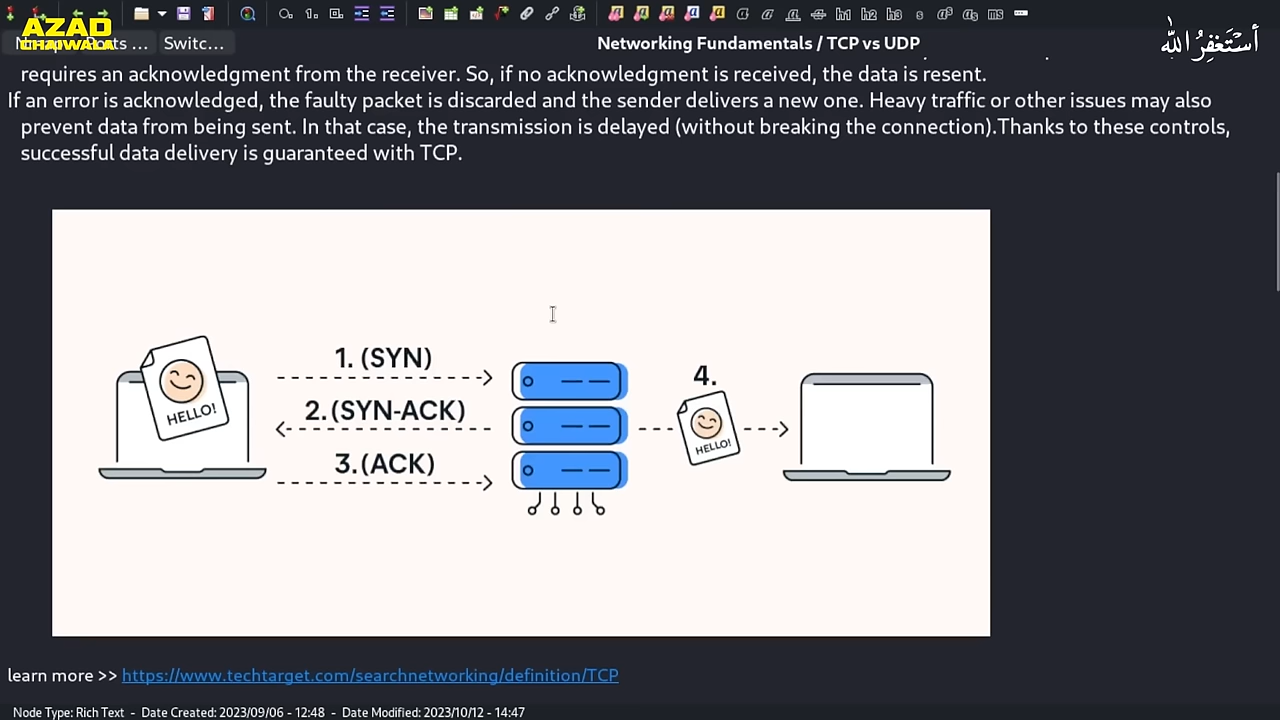 AZAD
CHAIWALA
Switc...
Networking Fundamentals / TCP vs UDP
أستغفر الله
requires an acknowledgment from the receiver. So, if no acknowledgment is received, the data is resent.
If an error is acknowledged, the faulty packet is discarded and the sender delivers a new one. Heavy traffic or other issues may also
prevent data from being sent. In that case, the transmission is delayed (without breaking the connection).Thanks to these controls,
successful data delivery is guaranteed with TCP.
1. (SYN)
2.(SYN-ACK)
3.(ACK)
HELLO!
4.
HELLO!
learn more >> https://www.techtarget.com/searchnetworking/definition/TCP
Node Type: Rich Text - Date Created: 2023/09/06 - 12:48 - Date Modified: 2023/10/12 - 14:47